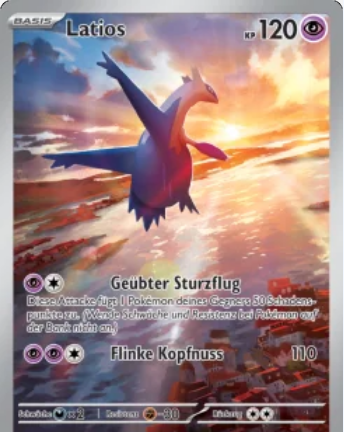 BASIS Latios KP 120
Geübter Sturzflug
Diese Attacke fügt 1 Pokémon deines Gegners 50 Schadens-
punkte zu. (Wende Schwäche und Resistenz bei Pokémon auf
der Bank nicht an.)
Flinke Kopfnuss 110
Schwäche ×2 Resistenz -30 Rückzug